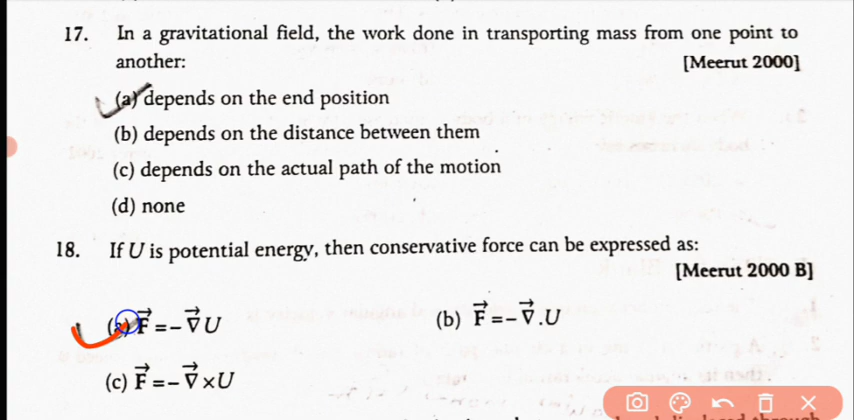 17. In a gravitational field, the work done in transporting mass from one point to
another: [Meerut 2000]
(a) depends on the end position
(b) depends on the distance between them
(c) depends on the actual path of the motion
(d) none
18. If U is potential energy, then conservative force can be expressed as:
[Meerut 2000 B]
(a) F⃗ = – ∇⃗ U (b) F⃗ = – ∇⃗ . U
(c) F⃗ = – ∇⃗ × U